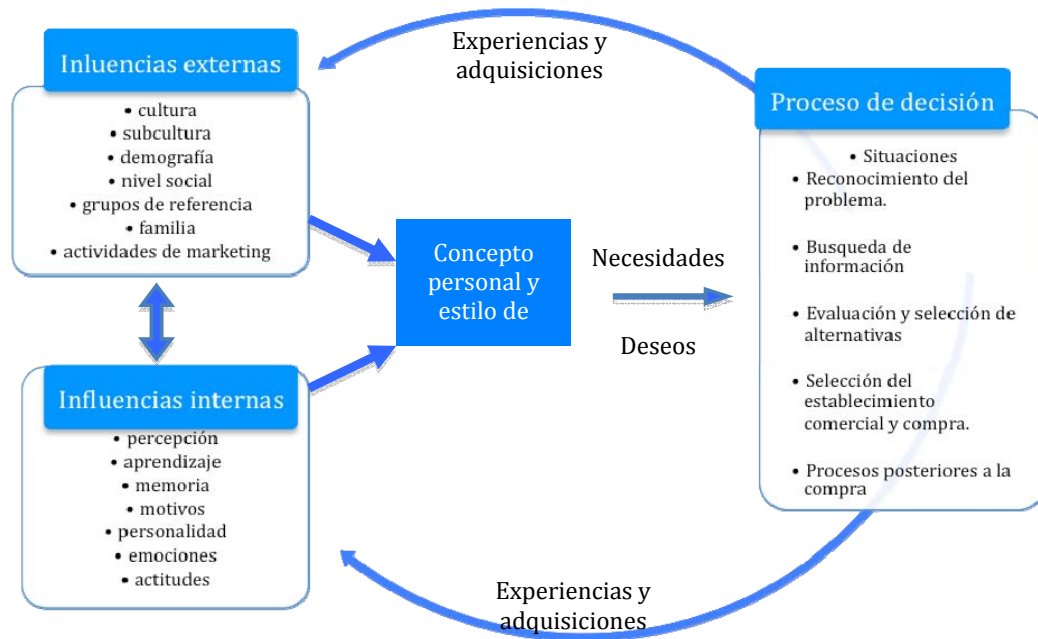 Experiencias y
adquisiciones
Inluencias externas
• cultura
• subcultura
• demografía
• nivel social
• grupos de referencia
• familia
• actividades de marketing
Influencias internas
• percepción
• aprendizaje
• memoria
• motivos
• personalidad
• emociones
• actitudes
Concepto
personal y
estilo de
Necesidades
Deseos
Proceso de decisión
• Situaciones
• Reconocimiento del
problema.
• Busqueda de
información
• Evaluación y selección de
alternativas
• Selección del
establecimiento
comercial y compra.
• Procesos posteriores a la
compra
Experiencias y
adquisiciones